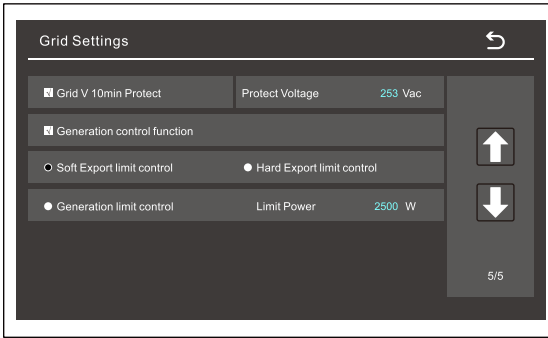 Grid Settings
Grid V 10min Protect Protect Voltage 253 Vac
Generation control function
Soft Export limit control Hard Export limit control
Generation limit control Limit Power 2500 W
5/5